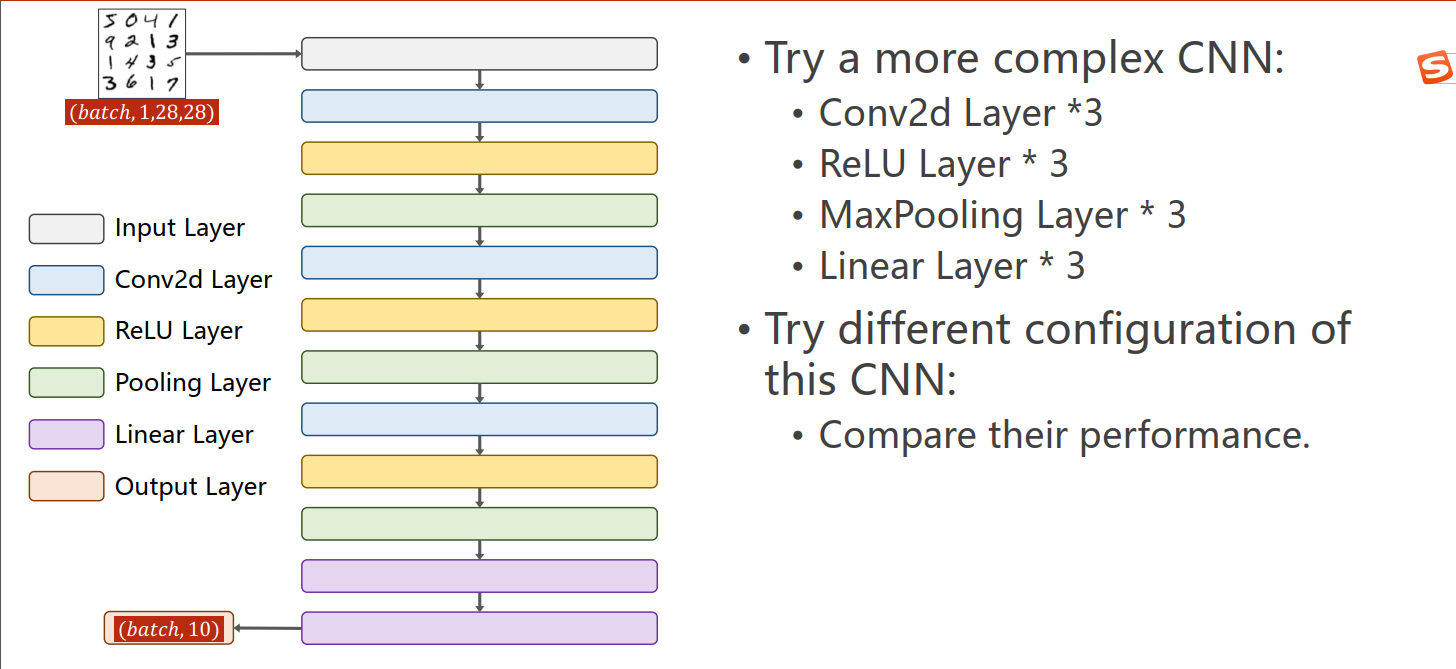 5 0 4 1
9 2 1 3
1 4 3 5
3 6 1 7
(batch, 1,28,28)
Input Layer
Conv2d Layer
ReLU Layer
Pooling Layer
Linear Layer
Output Layer
(batch, 10)
• Try a more complex CNN:
• Conv2d Layer *3
• ReLU Layer * 3
• MaxPooling Layer * 3
• Linear Layer * 3
• Try different configuration of
this CNN:
• Compare their performance.
S